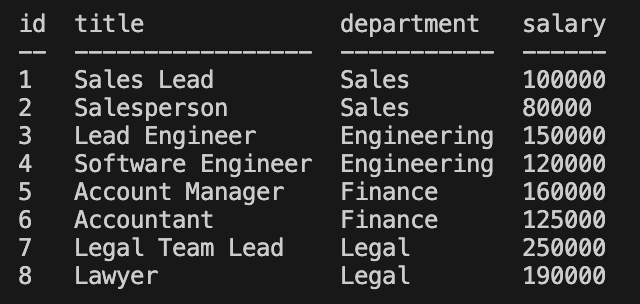 id  title              department   salary
--  -----------------  -----------  ------
1   Sales Lead         Sales        100000
2   Salesperson        Sales        80000
3   Lead Engineer      Engineering  150000
4   Software Engineer  Engineering  120000
5   Account Manager    Finance      160000
6   Accountant         Finance      125000
7   Legal Team Lead    Legal        250000
8   Lawyer             Legal        190000